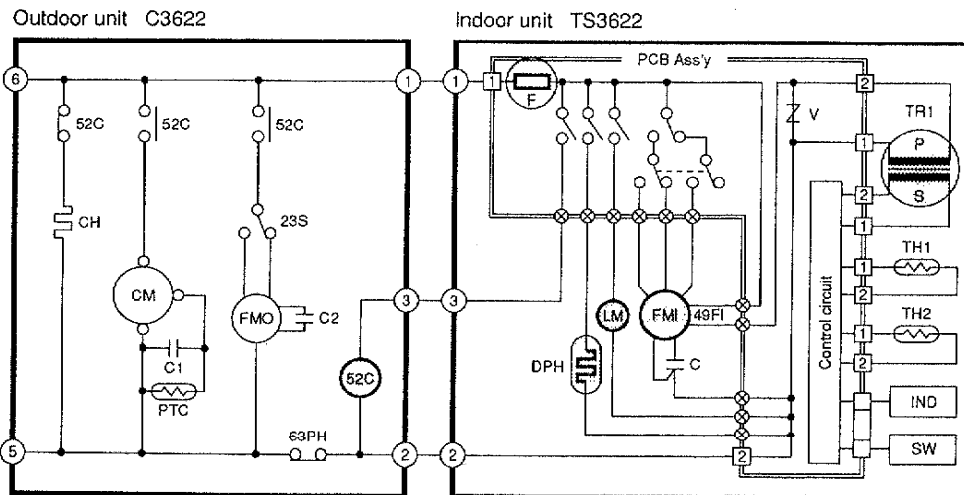 Outdoor unit C3622
Indoor unit TS3622
PCB Ass'y
6
1
1
1
F
2
V
TR1
52C
52C
52C
1
P
S
2
1
CH
23S
TH1
1
2
CM
FMO
C2
3
3
LM
FMI
49FI
TH2
1
2
Control circuit
C1
PTC
52C
DPH
C
IND
63PH
5
2
2
2
SW